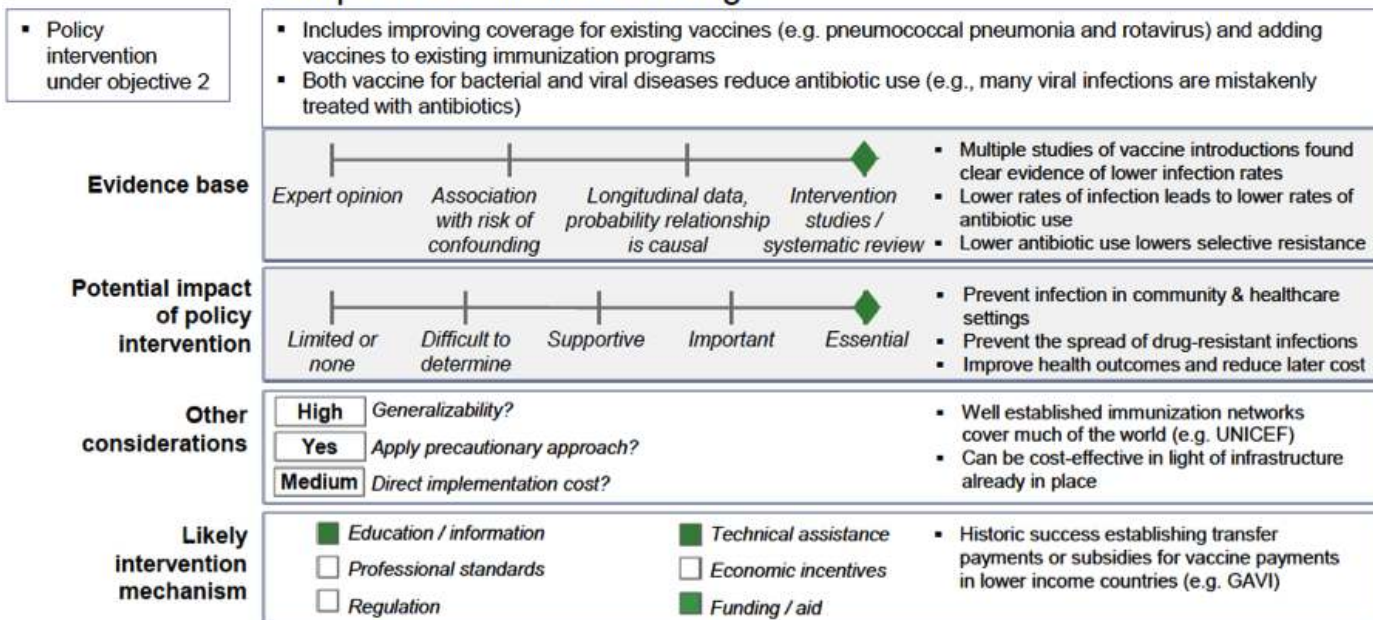 ▪ Policy
intervention
under objective 2
▪ Includes improving coverage for existing vaccines (e.g. pneumococcal pneumonia and rotavirus) and adding
vaccines to existing immunization programs
▪ Both vaccine for bacterial and viral diseases reduce antibiotic use (e.g., many viral infections are mistakenly
treated with antibiotics)
Evidence base
Expert opinion
Association
with risk of
confounding
Longitudinal data,
probability relationship
is causal
Intervention
studies /
systematic review
▪ Multiple studies of vaccine introductions found
clear evidence of lower infection rates
▪ Lower rates of infection leads to lower rates of
antibiotic use
▪ Lower antibiotic use lowers selective resistance
Potential impact
of policy
intervention
Limited or
none
Difficult to
determine
Supportive
Important
Essential
▪ Prevent infection in community & healthcare
settings
▪ Prevent the spread of drug-resistant infections
▪ Improve health outcomes and reduce later cost
Other
considerations
High Generalizability?
Yes Apply precautionary approach?
Medium Direct implementation cost?
▪ Well established immunization networks
cover much of the world (e.g. UNICEF)
▪ Can be cost-effective in light of infrastructure
already in place
Likely
intervention
mechanism
Education / information
Professional standards
Regulation
Technical assistance
Economic incentives
Funding / aid
▪ Historic success establishing transfer
payments or subsidies for vaccine payments
in lower income countries (e.g. GAVI)